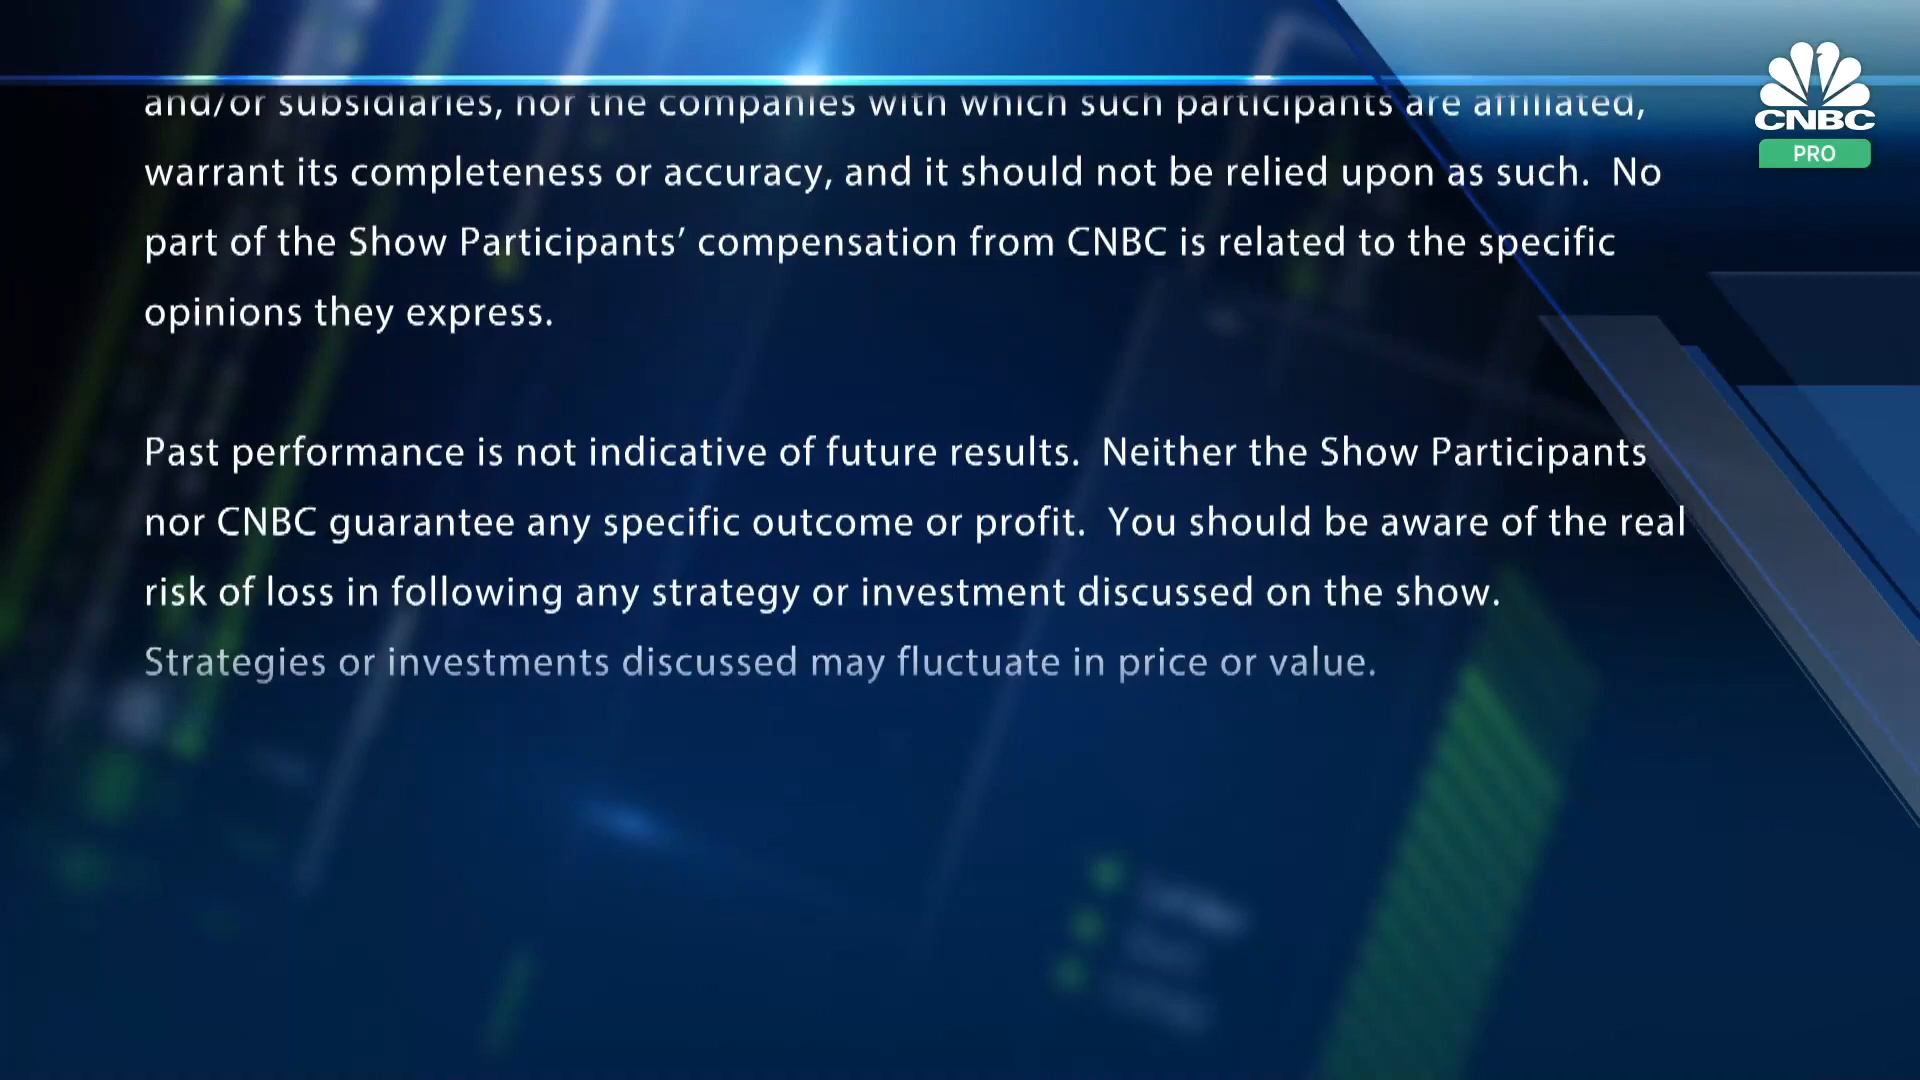 and/or subsidiaries, nor the companies with which such participants are affiliated,
warrant its completeness or accuracy, and it should not be relied upon as such.  No
part of the Show Participants’ compensation from CNBC is related to the specific
opinions they express.
Past performance is not indicative of future results.  Neither the Show Participants
nor CNBC guarantee any specific outcome or profit.  You should be aware of the real
risk of loss in following any strategy or investment discussed on the show.
Strategies or investments discussed may fluctuate in price or value.
CNBC
PRO